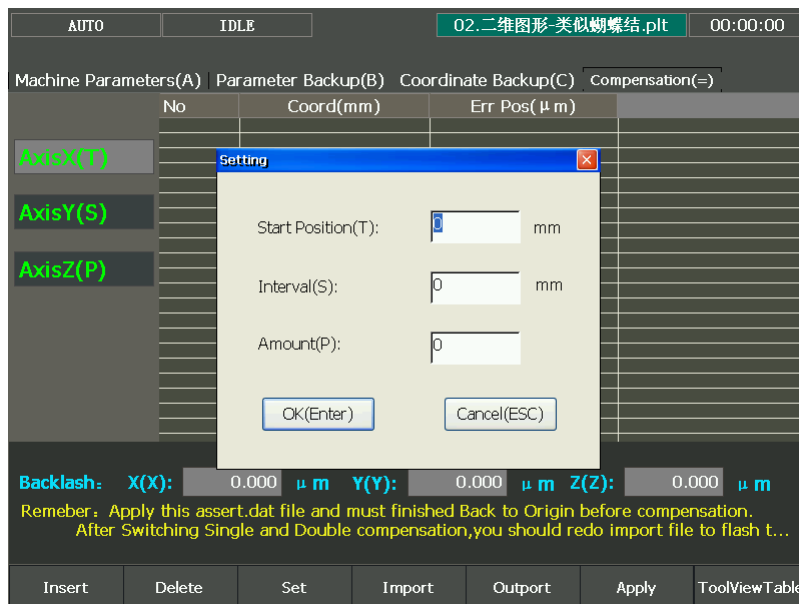 AUTO IDLE 02.二维图形-类似蝴蝶结.plt 00:00:00
Machine Parameters(A) Parameter Backup(B) Coordinate Backup(C) Compensation(=)
No Coord(mm) Err Pos(μm)
AxisX(T)
AxisY(S)
AxisZ(P)
Setting
Start Position(T): 0 mm
Interval(S): 0 mm
Amount(P): 0
OK(Enter) Cancel(ESC)
Backlash: X(X): 0.000 μm Y(Y): 0.000 μm Z(Z): 0.000 μm
Remeber: Apply this assert.dat file and must finished Back to Origin before compensation.
After Switching Single and Double compensation,you should redo import file to flash t...
Insert Delete Set Import Outport Apply ToolViewTable